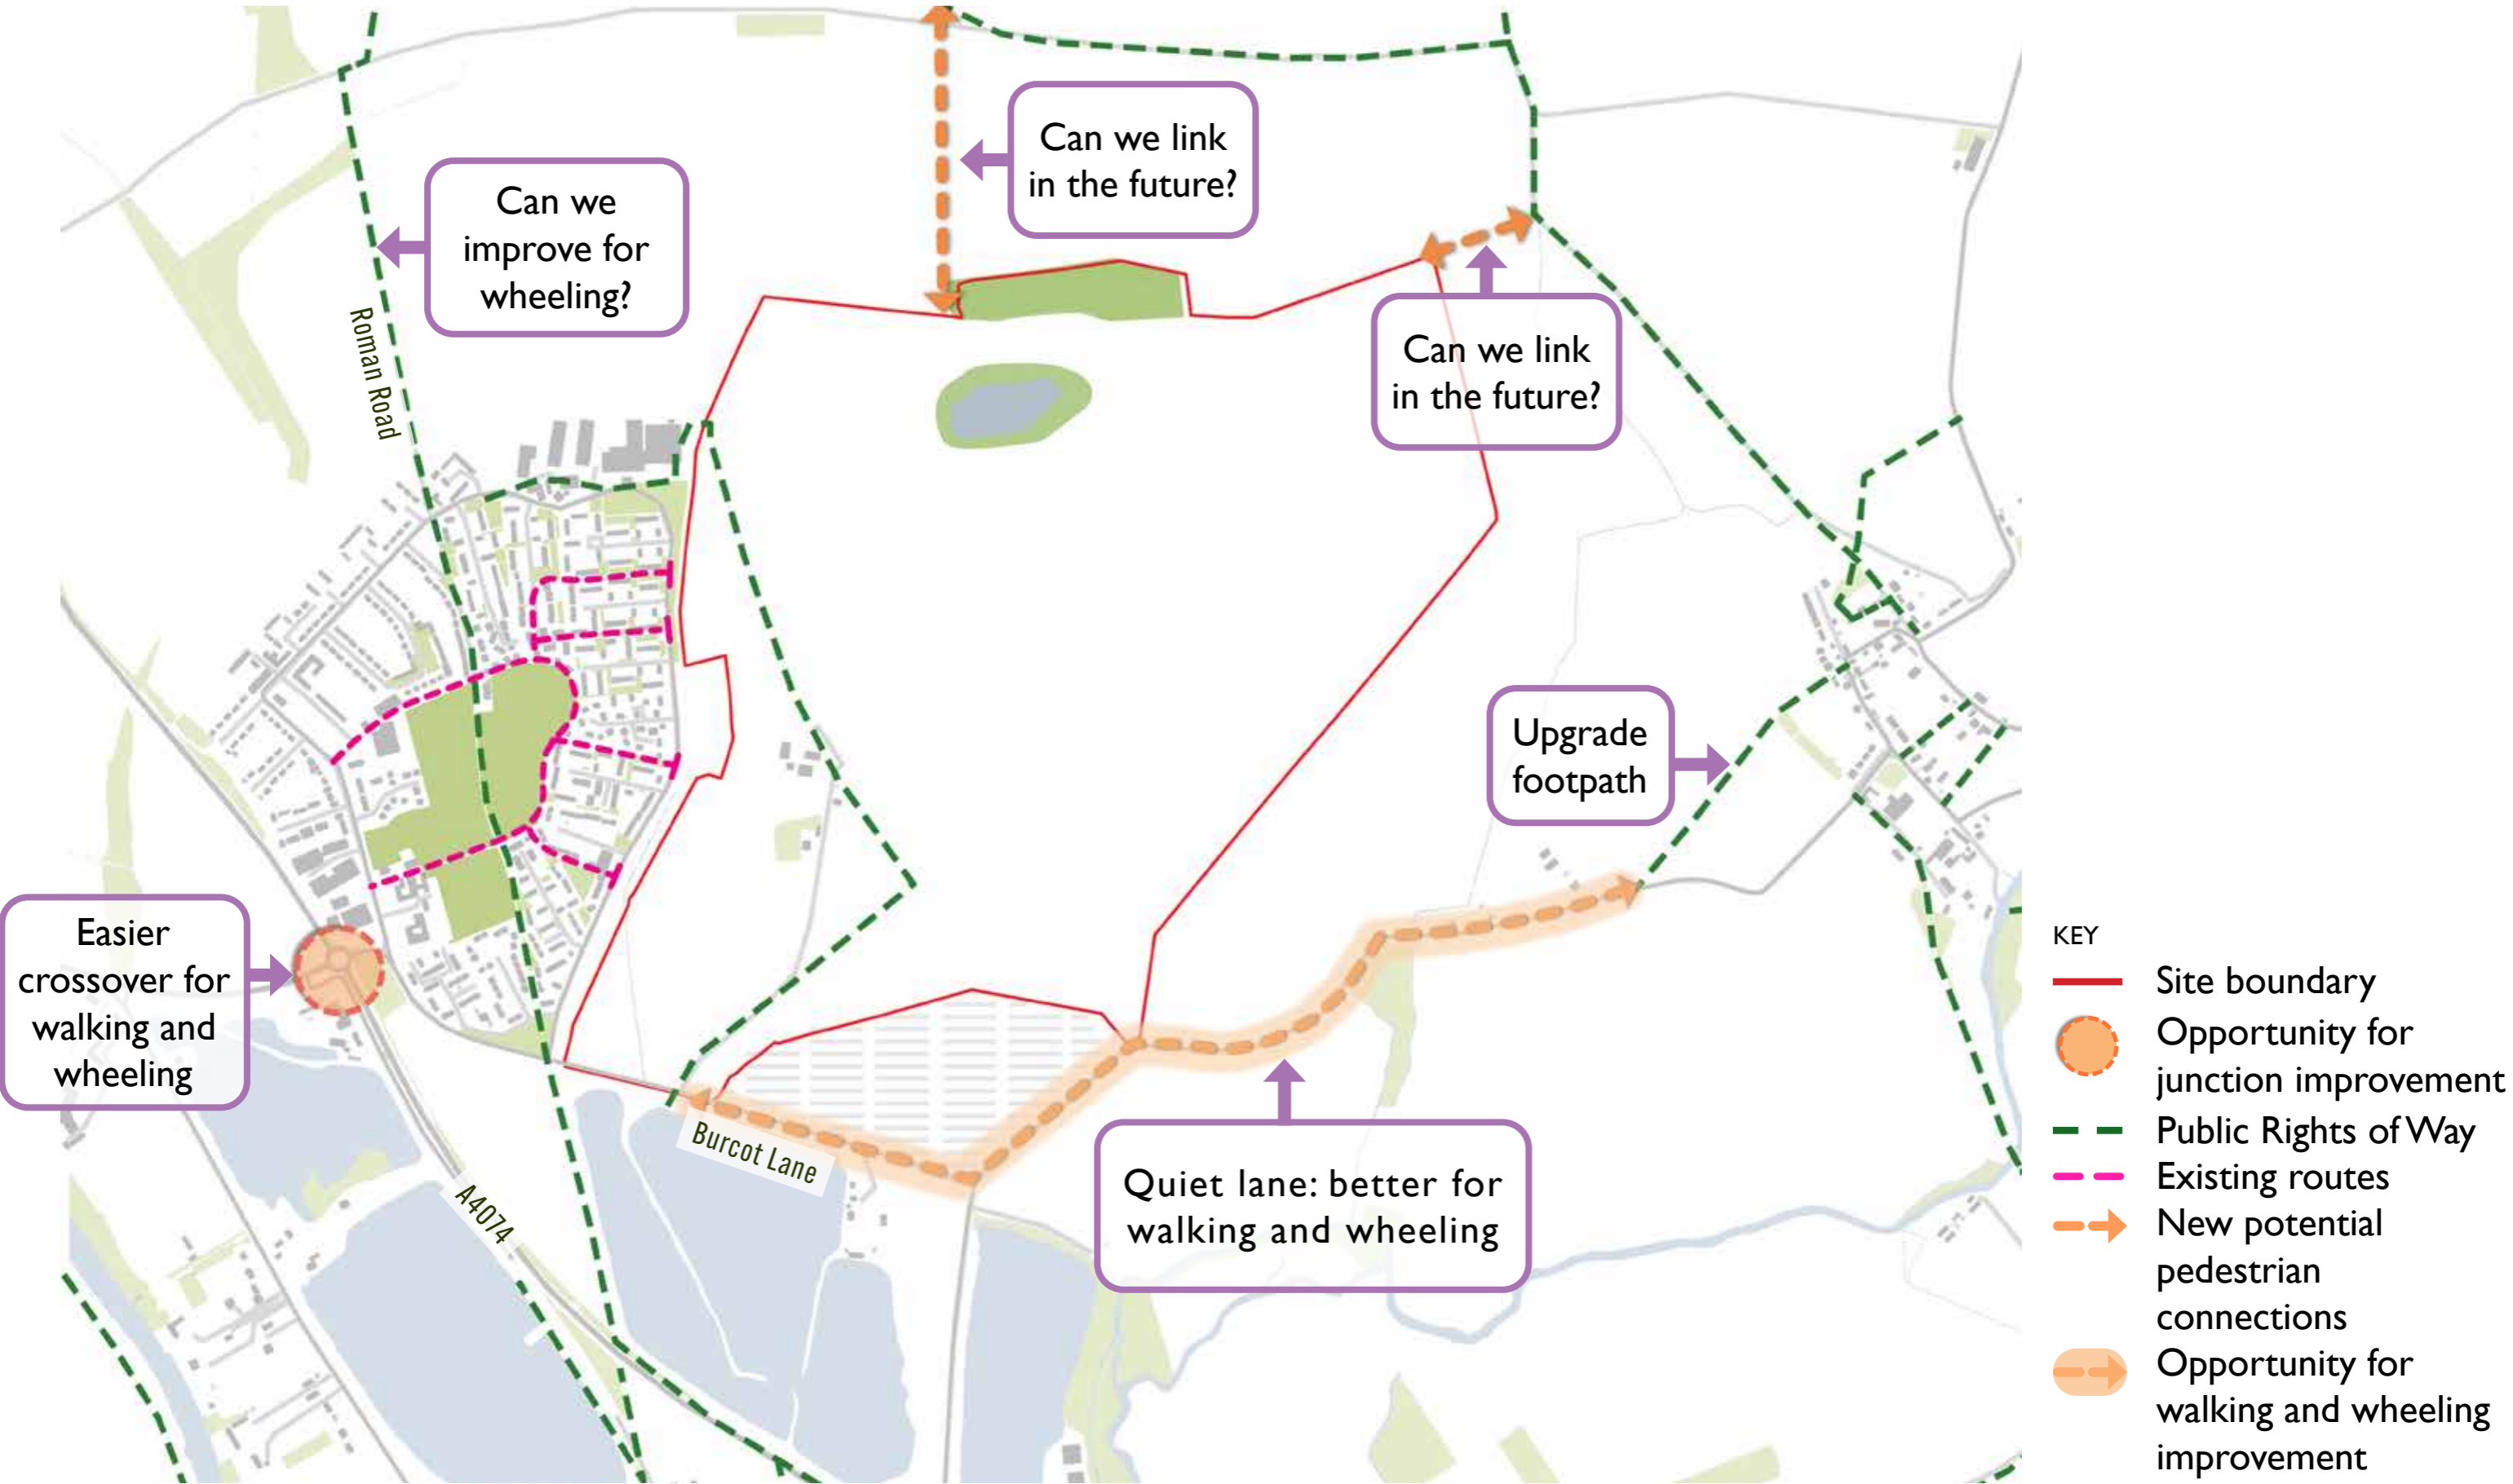 Can we link
in the future?
Can we
improve for
wheeling?
Roman Road
Can we link
in the future?
Upgrade
footpath
Easier
crossover for
walking and
wheeling
Burcot Lane
Quiet lane: better for
walking and wheeling
A4074
KEY
Site boundary
Opportunity for
junction improvement
Public Rights of Way
Existing routes
New potential
pedestrian
connections
Opportunity for
walking and wheeling
improvement